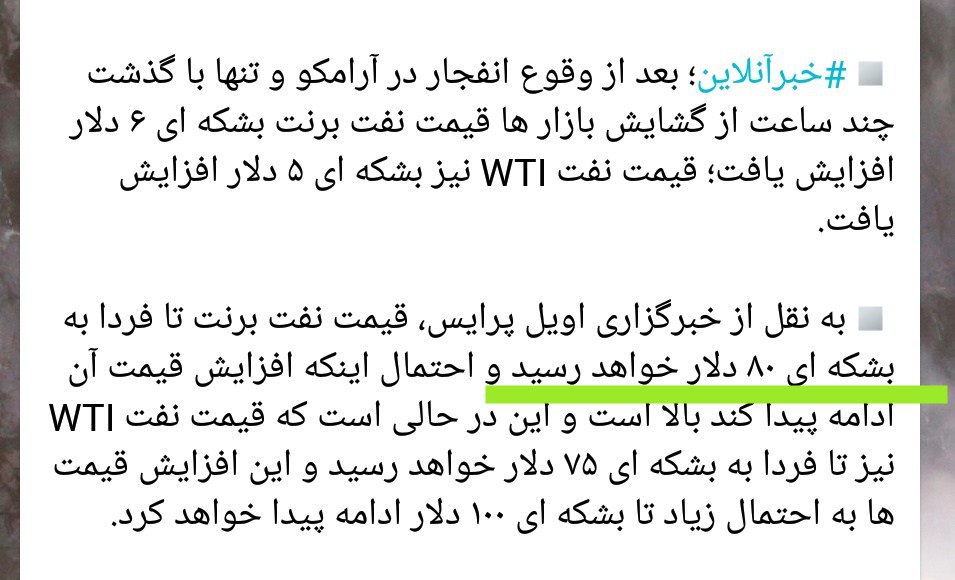 #خبرآنلاین؛ بعد از وقوع انفجار در آرامکو و تنها با گذشت
چند ساعت از گشایش بازار ها قیمت نفت برنت بشکه ای ۶ دلار
افزایش یافت؛ قیمت نفت WTI نیز بشکه ای ۵ دلار افزایش
یافت.
به نقل از خبرگزاری اویل پرایس، قیمت نفت برنت تا فردا به
بشکه ای ۸۰ دلار خواهد رسید و احتمال اینکه افزایش قیمت آن
ادامه پیدا کند بالا است و این در حالی است که قیمت نفت WTI
نیز تا فردا به بشکه ای ۷۵ دلار خواهد رسید و این افزایش قیمت
ها به احتمال زیاد تا بشکه ای ۱۰۰ دلار ادامه پیدا خواهد کرد.